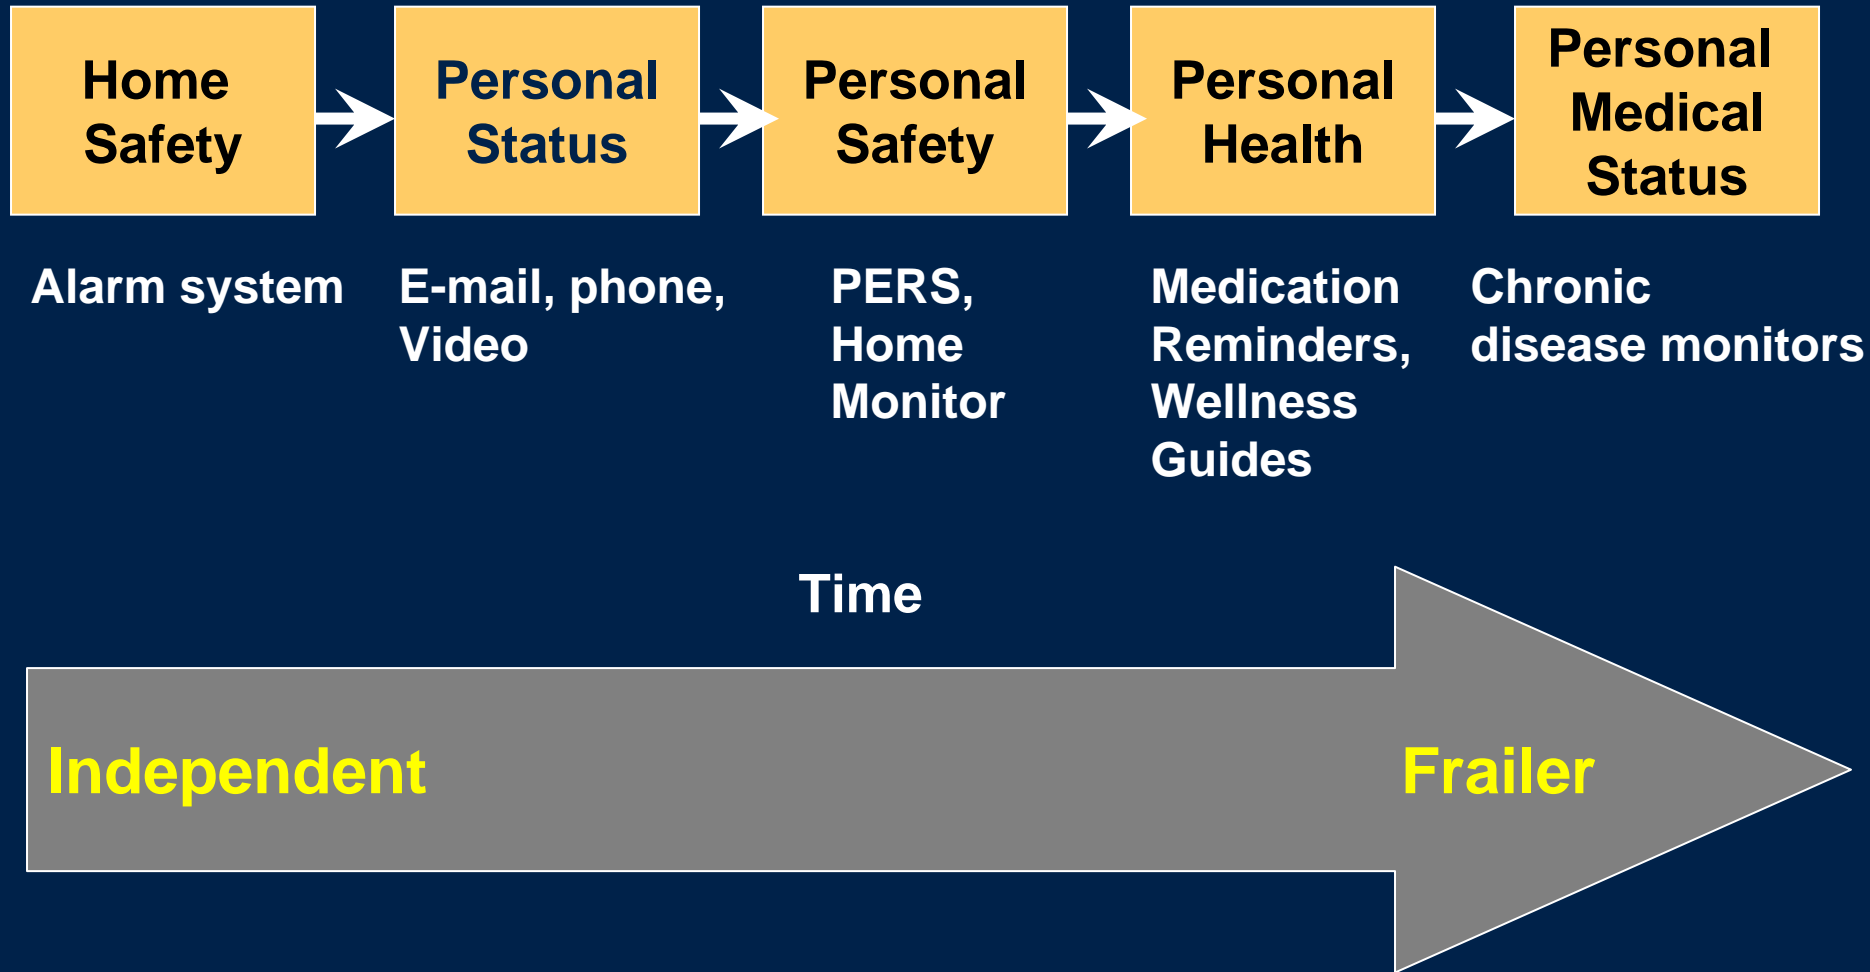 Home
Safety
Personal
Status
Personal
Safety
Personal
Health
Personal
Medical
Status
Alarm system
E-mail, phone,
Video
PERS,
Home
Monitor
Medication
Reminders,
Wellness
Guides
Chronic
disease monitors
Time
Independent
Frailer